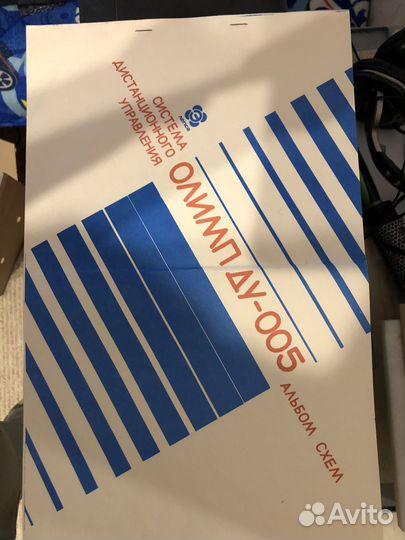 СИСТЕМА
ДИСТАНЦИОННОГО
УПРАВЛЕНИЯ
ОЛИМП ДУ-005
АЛЬБОМ СХЕМ
Avito